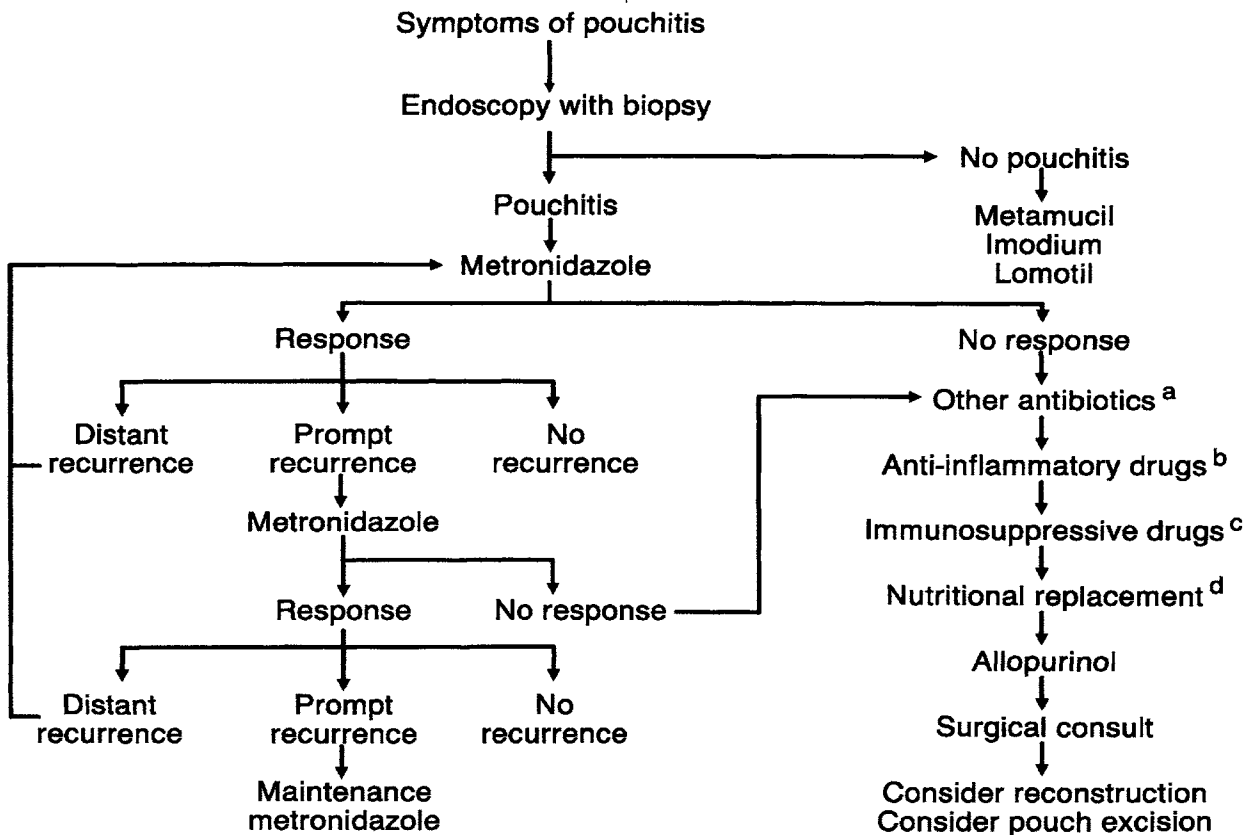 Symptoms of pouchitis
Endoscopy with biopsy
No pouchitis
Pouchitis
Metamucil
Imodium
Lomotil
Metronidazole
Response
No response
Other antibiotics a
Distant
recurrence
Prompt
recurrence
No
recurrence
Anti-inflammatory drugs b
Metronidazole
Immunosuppressive drugs c
Response
No response
Nutritional replacement d
Allopurinol
Distant
recurrence
Prompt
recurrence
No
recurrence
Surgical consult
Maintenance
metronidazole
Consider reconstruction
Consider pouch excision